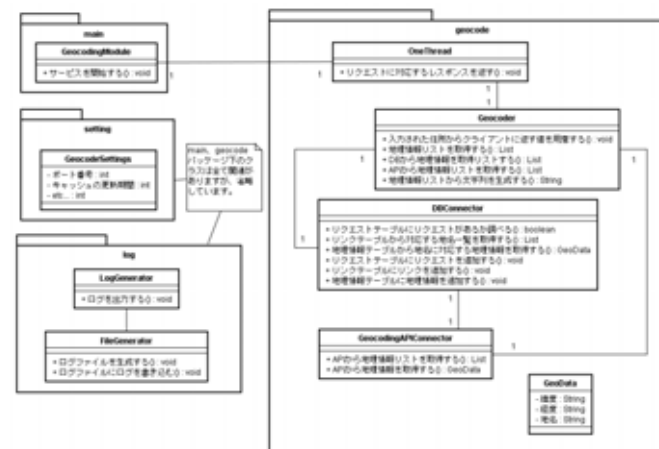 main
GeocodingModule
+ サービスを開始する() : void
1
1
setting
GeocodeSettings
- ポート番号 : int
- キャッシュの更新期間 : int
- etc... : int
main、geocode
パッケージ下のク
ラスは全て関連が
ありますが、省略
しています。
log
LogGenerator
+ ログを出力する() : void
FileGenerator
+ ログファイルを生成する() : void
+ ログファイルにログを書き込む() : void
geocode
OneThread
+ リクエストに対応するレスポンスを返す() : void
1
1
Geocoder
+ 入力された住所からクライアントに返す値を用意する() : void
+ 地理情報リストを取得する() : List
+ DBから地理情報を取得リストする() : List
+ APIから地理情報リストを取得する() : List
+ 地理情報リストから文字列を生成する() : String
1
1
1
DBConnector
+ リクエストテーブルにリクエストがあるか調べる() : boolean
+ リンクテーブルから対応する地名一覧を取得する() : List
+ 地理情報テーブルから地名に対応する地理情報を取得する() : GeoData
+ リクエストテーブルにリクエストを追加する() : void
+ リンクテーブルにリンクを追加する() : void
+ 地理情報テーブルに地理情報を追加する() : void
1
1
GeocodingAPIConnector
+ APIから地理情報リストを取得する() : List
+ APIから地理情報を取得する() : GeoData
1
GeoData
- 緯度 : String
- 経度 : String
- 地名 : String